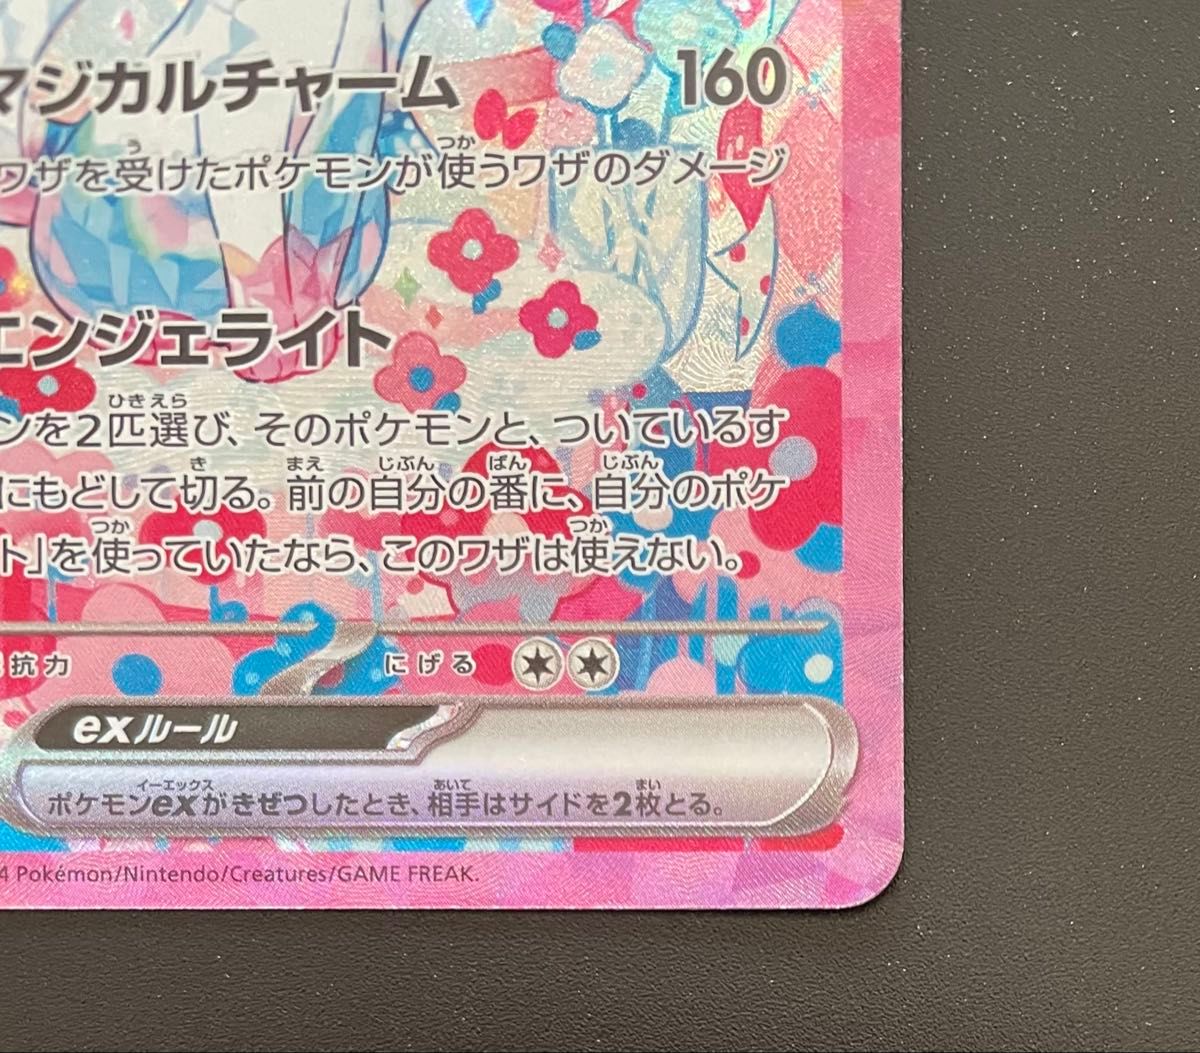 マジカルチャーム 160
ワザを受けたポケモンが使うワザのダメージ
エンジェライト
ンを2匹選び、そのポケモンと、ついているす
にもどして切る。前の自分の番に、自分のポケ
ト」を使っていたなら、このワザは使えない。
抗力 にげる
exルール
ポケモンexがきぜつしたとき、相手はサイドを2枚とる。
4 Pokémon/Nintendo/Creatures/GAME FREAK.